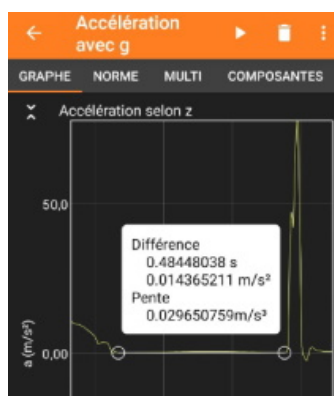 Accélération
avec g
GRAPHE NORME MULTI COMPOSANTES
Accélération selon z
50,0
Différence
0.48448038 s
0.014365211 m/s²
Pente
0.029650759m/s³
a (m/s²)
0,00